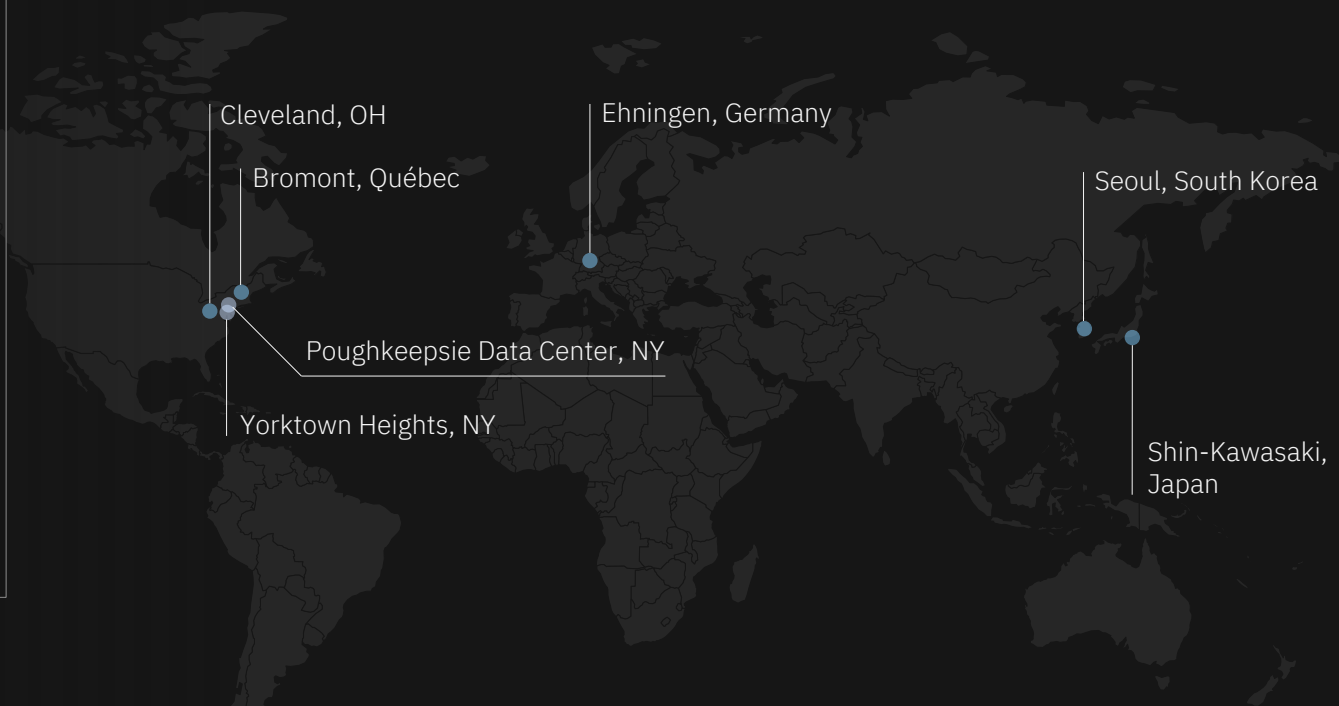 Cleveland, OH
Ehningen, Germany
Bromont, Québec
Seoul, South Korea
Poughkeepsie Data Center, NY
Yorktown Heights, NY
Shin-Kawasaki,
Japan